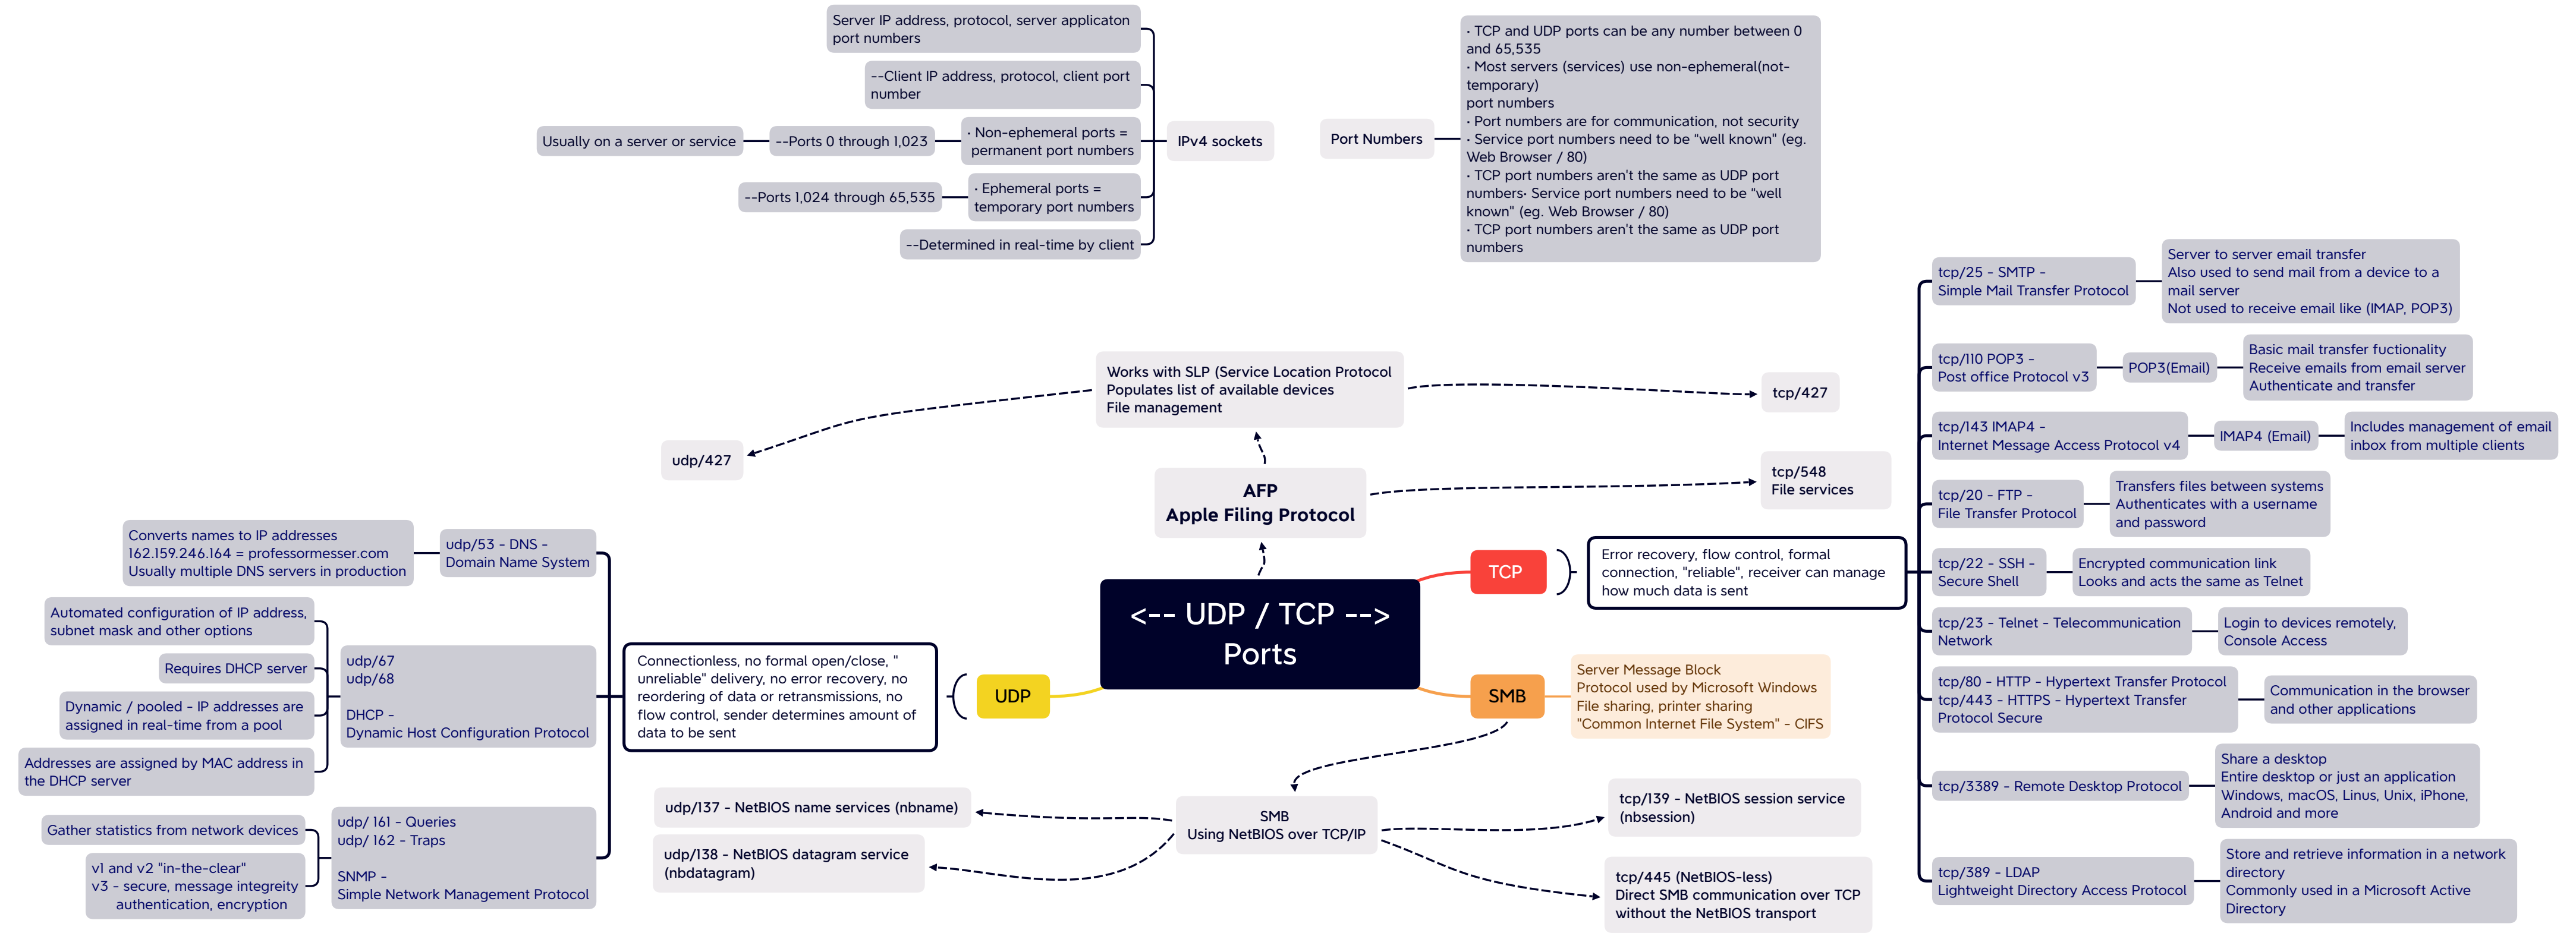 Server IP address, protocol, server applicaton
port numbers
--Client IP address, protocol, client port
number
Usually on a server or service
--Ports 0 through 1,023
· Non-ephemeral ports =
permanent port numbers
IPv4 sockets
--Ports 1,024 through 65,535
· Ephemeral ports =
temporary port numbers
--Determined in real-time by client
Port Numbers
· TCP and UDP ports can be any number between 0
and 65,535
· Most servers (services) use non-ephemeral(not-
temporary)
port numbers
· Port numbers are for communication, not security
· Service port numbers need to be "well known" (eg.
Web Browser / 80)
· TCP port numbers aren't the same as UDP port
numbers· Service port numbers need to be "well
known" (eg. Web Browser / 80)
· TCP port numbers aren't the same as UDP port
numbers
Works with SLP (Service Location Protocol
Populates list of available devices
File management
udp/427
tcp/427
AFP
Apple Filing Protocol
tcp/548
File services
<-- UDP / TCP -->
Ports
TCP
Error recovery, flow control, formal
connection, "reliable", receiver can manage
how much data is sent
tcp/25 - SMTP -
Simple Mail Transfer Protocol
Server to server email transfer
Also used to send mail from a device to a
mail server
Not used to receive email like (IMAP, POP3)
tcp/110 POP3 -
Post office Protocol v3
POP3(Email)
Basic mail transfer fuctionality
Receive emails from email server
Authenticate and transfer
tcp/143 IMAP4 -
Internet Message Access Protocol v4
IMAP4 (Email)
Includes management of email
inbox from multiple clients
tcp/20 - FTP -
File Transfer Protocol
Transfers files between systems
Authenticates with a username
and password
tcp/22 - SSH -
Secure Shell
Encrypted communication link
Looks and acts the same as Telnet
tcp/23 - Telnet - Telecommunication
Network
Login to devices remotely,
Console Access
tcp/80 - HTTP - Hypertext Transfer Protocol
tcp/443 - HTTPS - Hypertext Transfer
Protocol Secure
Communication in the browser
and other applications
tcp/3389 - Remote Desktop Protocol
Share a desktop
Entire desktop or just an application
Windows, macOS, Linus, Unix, iPhone,
Android and more
tcp/389 - LDAP
Lightweight Directory Access Protocol
Store and retrieve information in a network
directory
Commonly used in a Microsoft Active
Directory
UDP
Connectionless, no formal open/close, "
unreliable" delivery, no error recovery, no
reordering of data or retransmissions, no
flow control, sender determines amount of
data to be sent
udp/53 - DNS -
Domain Name System
Converts names to IP addresses
162.159.246.164 = professormesser.com
Usually multiple DNS servers in production
udp/67
udp/68
DHCP -
Dynamic Host Configuration Protocol
Automated configuration of IP address,
subnet mask and other options
Requires DHCP server
Dynamic / pooled - IP addresses are
assigned in real-time from a pool
Addresses are assigned by MAC address in
the DHCP server
udp/ 161 - Queries
udp/ 162 - Traps
SNMP -
Simple Network Management Protocol
Gather statistics from network devices
v1 and v2 "in-the-clear"
v3 - secure, message integreity
authentication, encryption
SMB
Server Message Block
Protocol used by Microsoft Windows
File sharing, printer sharing
"Common Internet File System" - CIFS
SMB
Using NetBIOS over TCP/IP
udp/137 - NetBIOS name services (nbname)
udp/138 - NetBIOS datagram service
(nbdatagram)
tcp/139 - NetBIOS session service
(nbsession)
tcp/445 (NetBIOS-less)
Direct SMB communication over TCP
without the NetBIOS transport